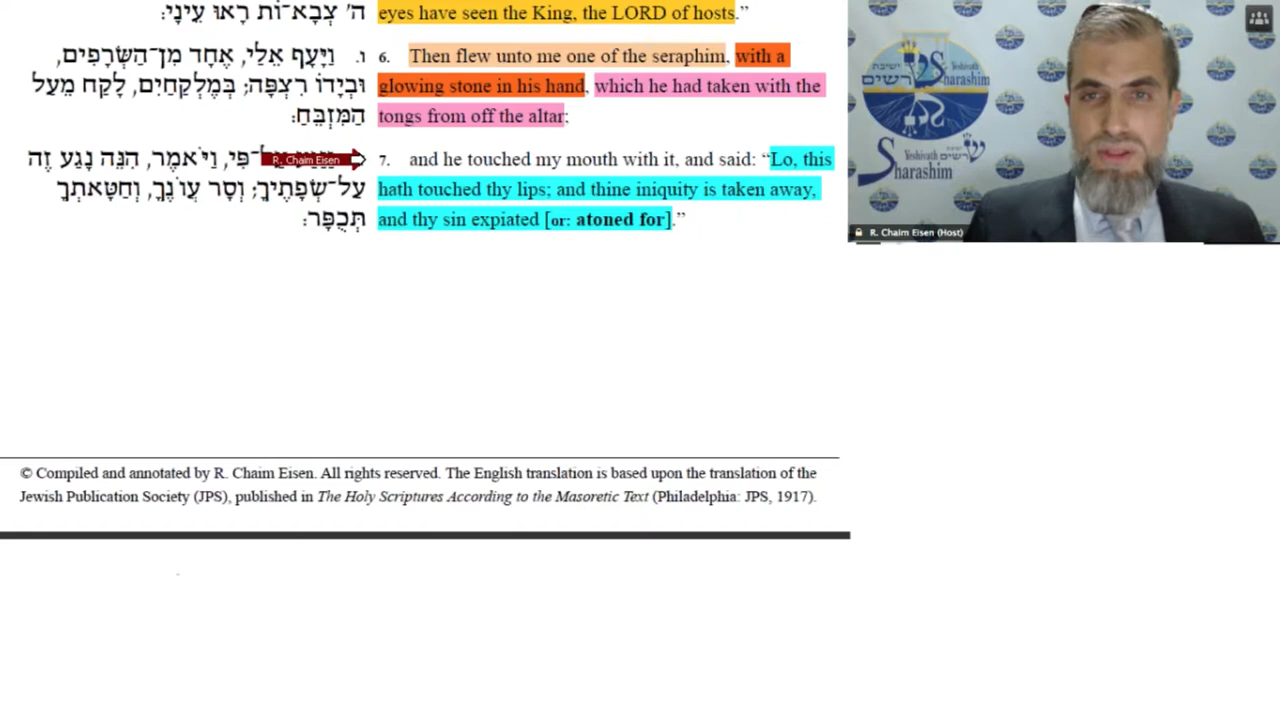 ה׳ צְבָא־וֹת רָאוּ עֵינָי:
eyes have seen the King, the LORD of hosts.”
ו. וַיָּעָף אֵלַי, אֶחָד מִן־הַשְּׂרָפִים,
וּבְיָדוֹ רִצְפָּה; בְּמֶלְקַחַיִם, לָקַח מֵעַל
הַמִּזְבֵּחַ:
6. Then flew unto me one of the seraphim, with a
glowing stone in his hand, which he had taken with the
tongs from off the altar;
פִּי, וַיֹּאמֶר, הִנֵּה נָגַע זֶה
עַל־שְׂפָתֶיךָ; וְסָר עֲוֺנֶךָ, וְחַטָּאתְךָ
תְּכֻפָּר:
R. Chaim Eisen
7. and he touched my mouth with it, and said: “Lo, this
hath touched thy lips; and thine iniquity is taken away,
and thy sin expiated [or: atoned for].”
© Compiled and annotated by R. Chaim Eisen. All rights reserved. The English translation is based upon the translation of the
Jewish Publication Society (JPS), published in The Holy Scriptures According to the Masoretic Text (Philadelphia: JPS, 1917).
ישיבת
שרשים
Yeshivath
Sharashim
Yeshivath
שרשים
Sharashim
R. Chaim Eisen (Host)